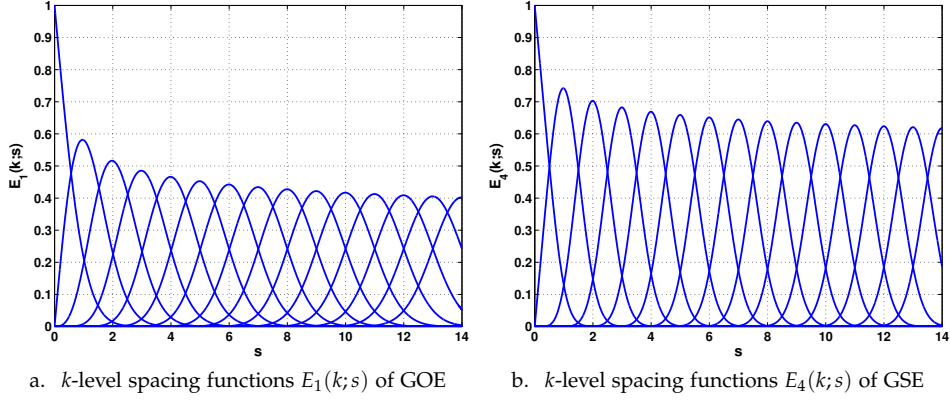 1
0.9
0.8
0.7
0.6
0.5
0.4
0.3
0.2
0.1
0
E₁(k;s)
0 2 4 6 8 10 12 14
s
a. k-level spacing functions E₁(k; s) of GOE
1
0.9
0.8
0.7
0.6
0.5
0.4
0.3
0.2
0.1
0
E₄(k;s)
0 2 4 6 8 10 12 14
s
b. k-level spacing functions E₄(k; s) of GSE